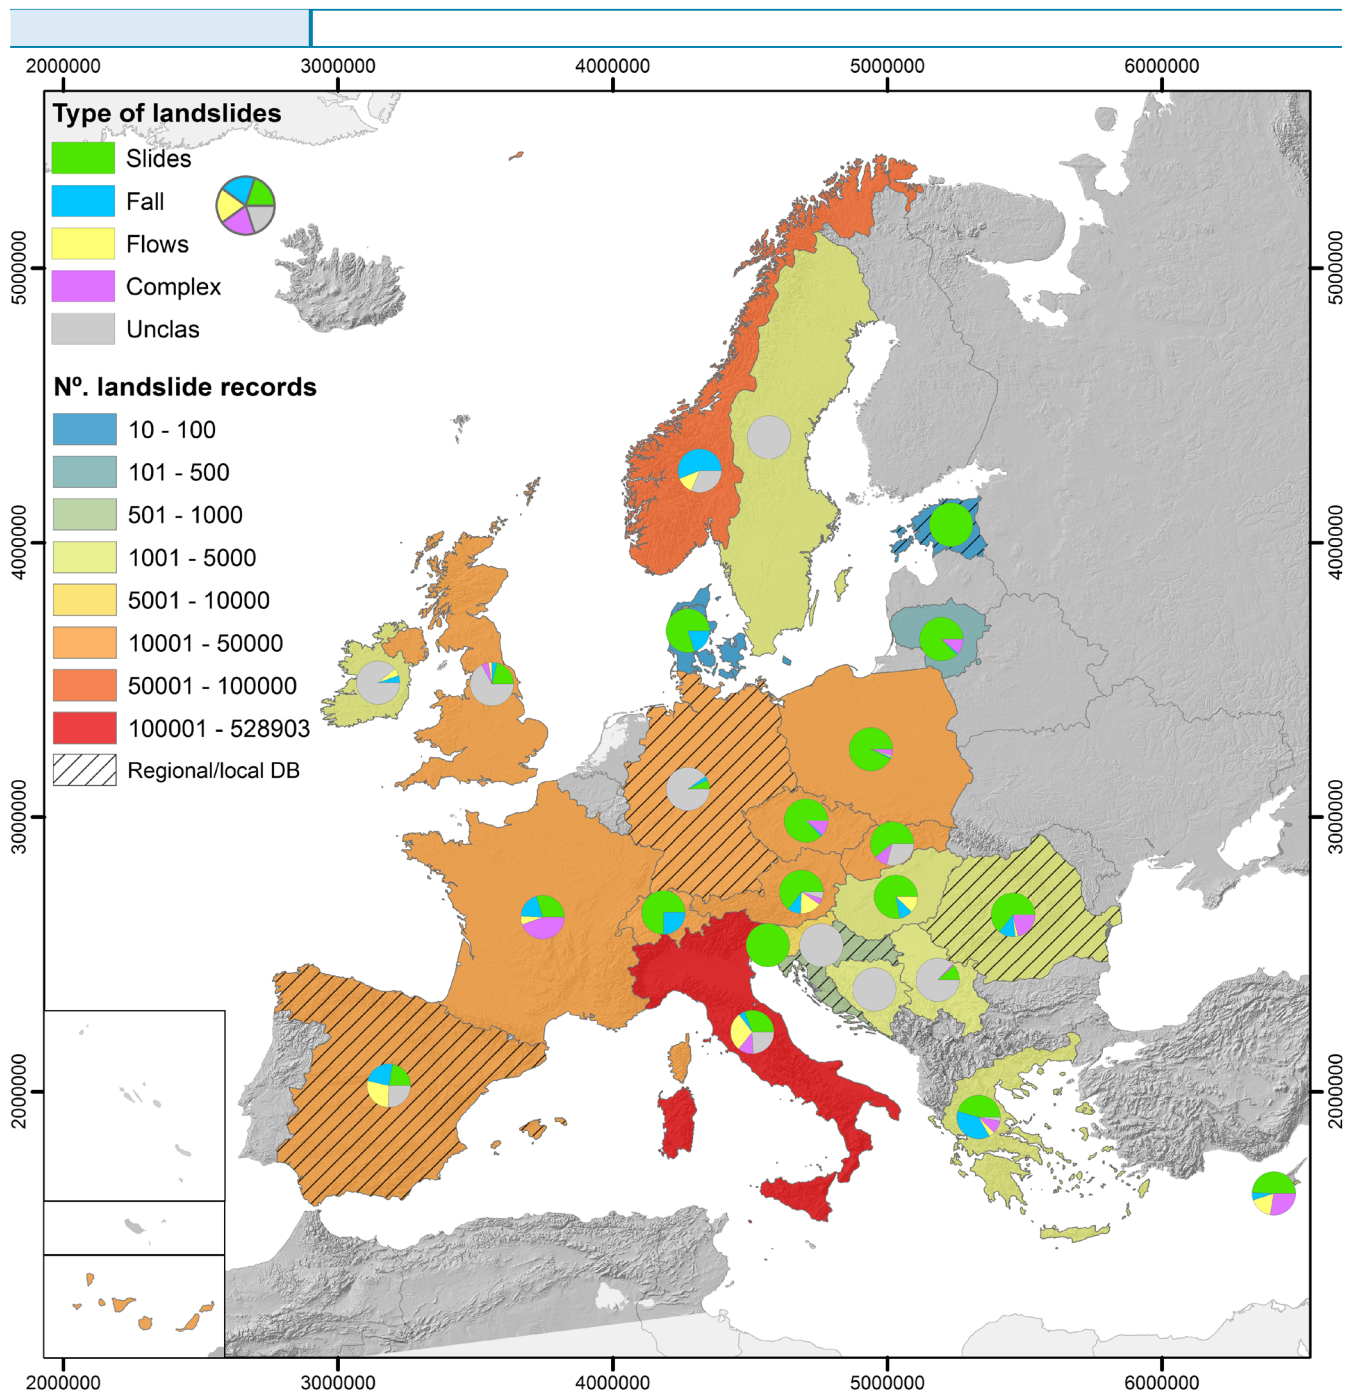 2000000 3000000 4000000 5000000 6000000
Type of landslides
Slides
Fall
Flows
Complex
Unclas
Nº. landslide records
10 - 100
101 - 500
501 - 1000
1001 - 5000
5001 - 10000
10001 - 50000
50001 - 100000
100001 - 528903
Regional/local DB
5000000
4000000
3000000
2000000
5000000
4000000
3000000
2000000
2000000 3000000 4000000 5000000 6000000